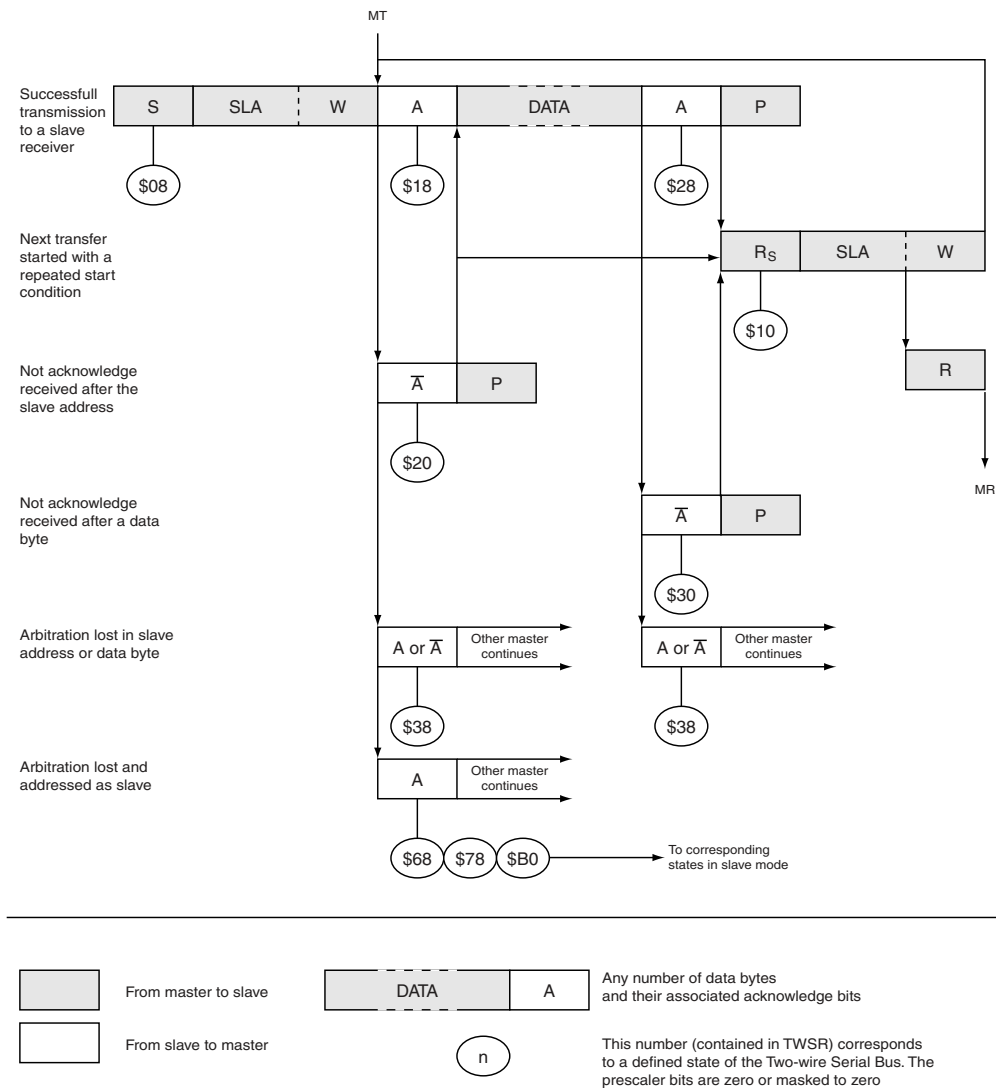 MT
Successfull
transmission
to a slave
receiver
S SLA W A DATA A P
$08 $18 $28
Next transfer
started with a
repeated start
condition
RS SLA W
$10
Not acknowledge
received after the
slave address
A̅ P
R
$20
MR
Not acknowledge
received after a data
byte
A̅ P
$30
Arbitration lost in slave
address or data byte
A or A̅ Other master
continues
A or A̅ Other master
continues
$38 $38
Arbitration lost and
addressed as slave
A Other master
continues
$68 $78 $B0
To corresponding
states in slave mode
From master to slave
DATA A
Any number of data bytes
and their associated acknowledge bits
From slave to master
n
This number (contained in TWSR) corresponds
to a defined state of the Two-wire Serial Bus. The
prescaler bits are zero or masked to zero